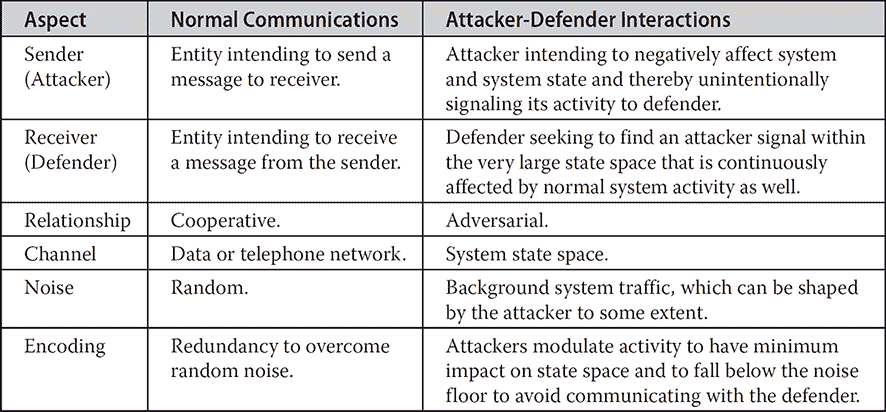 Aspect Normal Communications Attacker-Defender Interactions
Sender (Attacker)
Entity intending to send a
message to receiver.
Attacker intending to negatively affect system
and system state and thereby unintentionally
signaling its activity to defender.
Receiver
(Defender)
Entity intending to receive
a message from the sender.
Defender seeking to find an attacker signal within
the very large state space that is continuously
affected by normal system activity as well.
Relationship Cooperative. Adversarial.
Channel Data or telephone network. System state space.
Noise Random. Background system traffic, which can be shaped
by the attacker to some extent.
Encoding Redundancy to overcome
random noise.
Attackers modulate activity to have minimum
impact on state space and to fall below the noise
floor to avoid communicating with the defender.